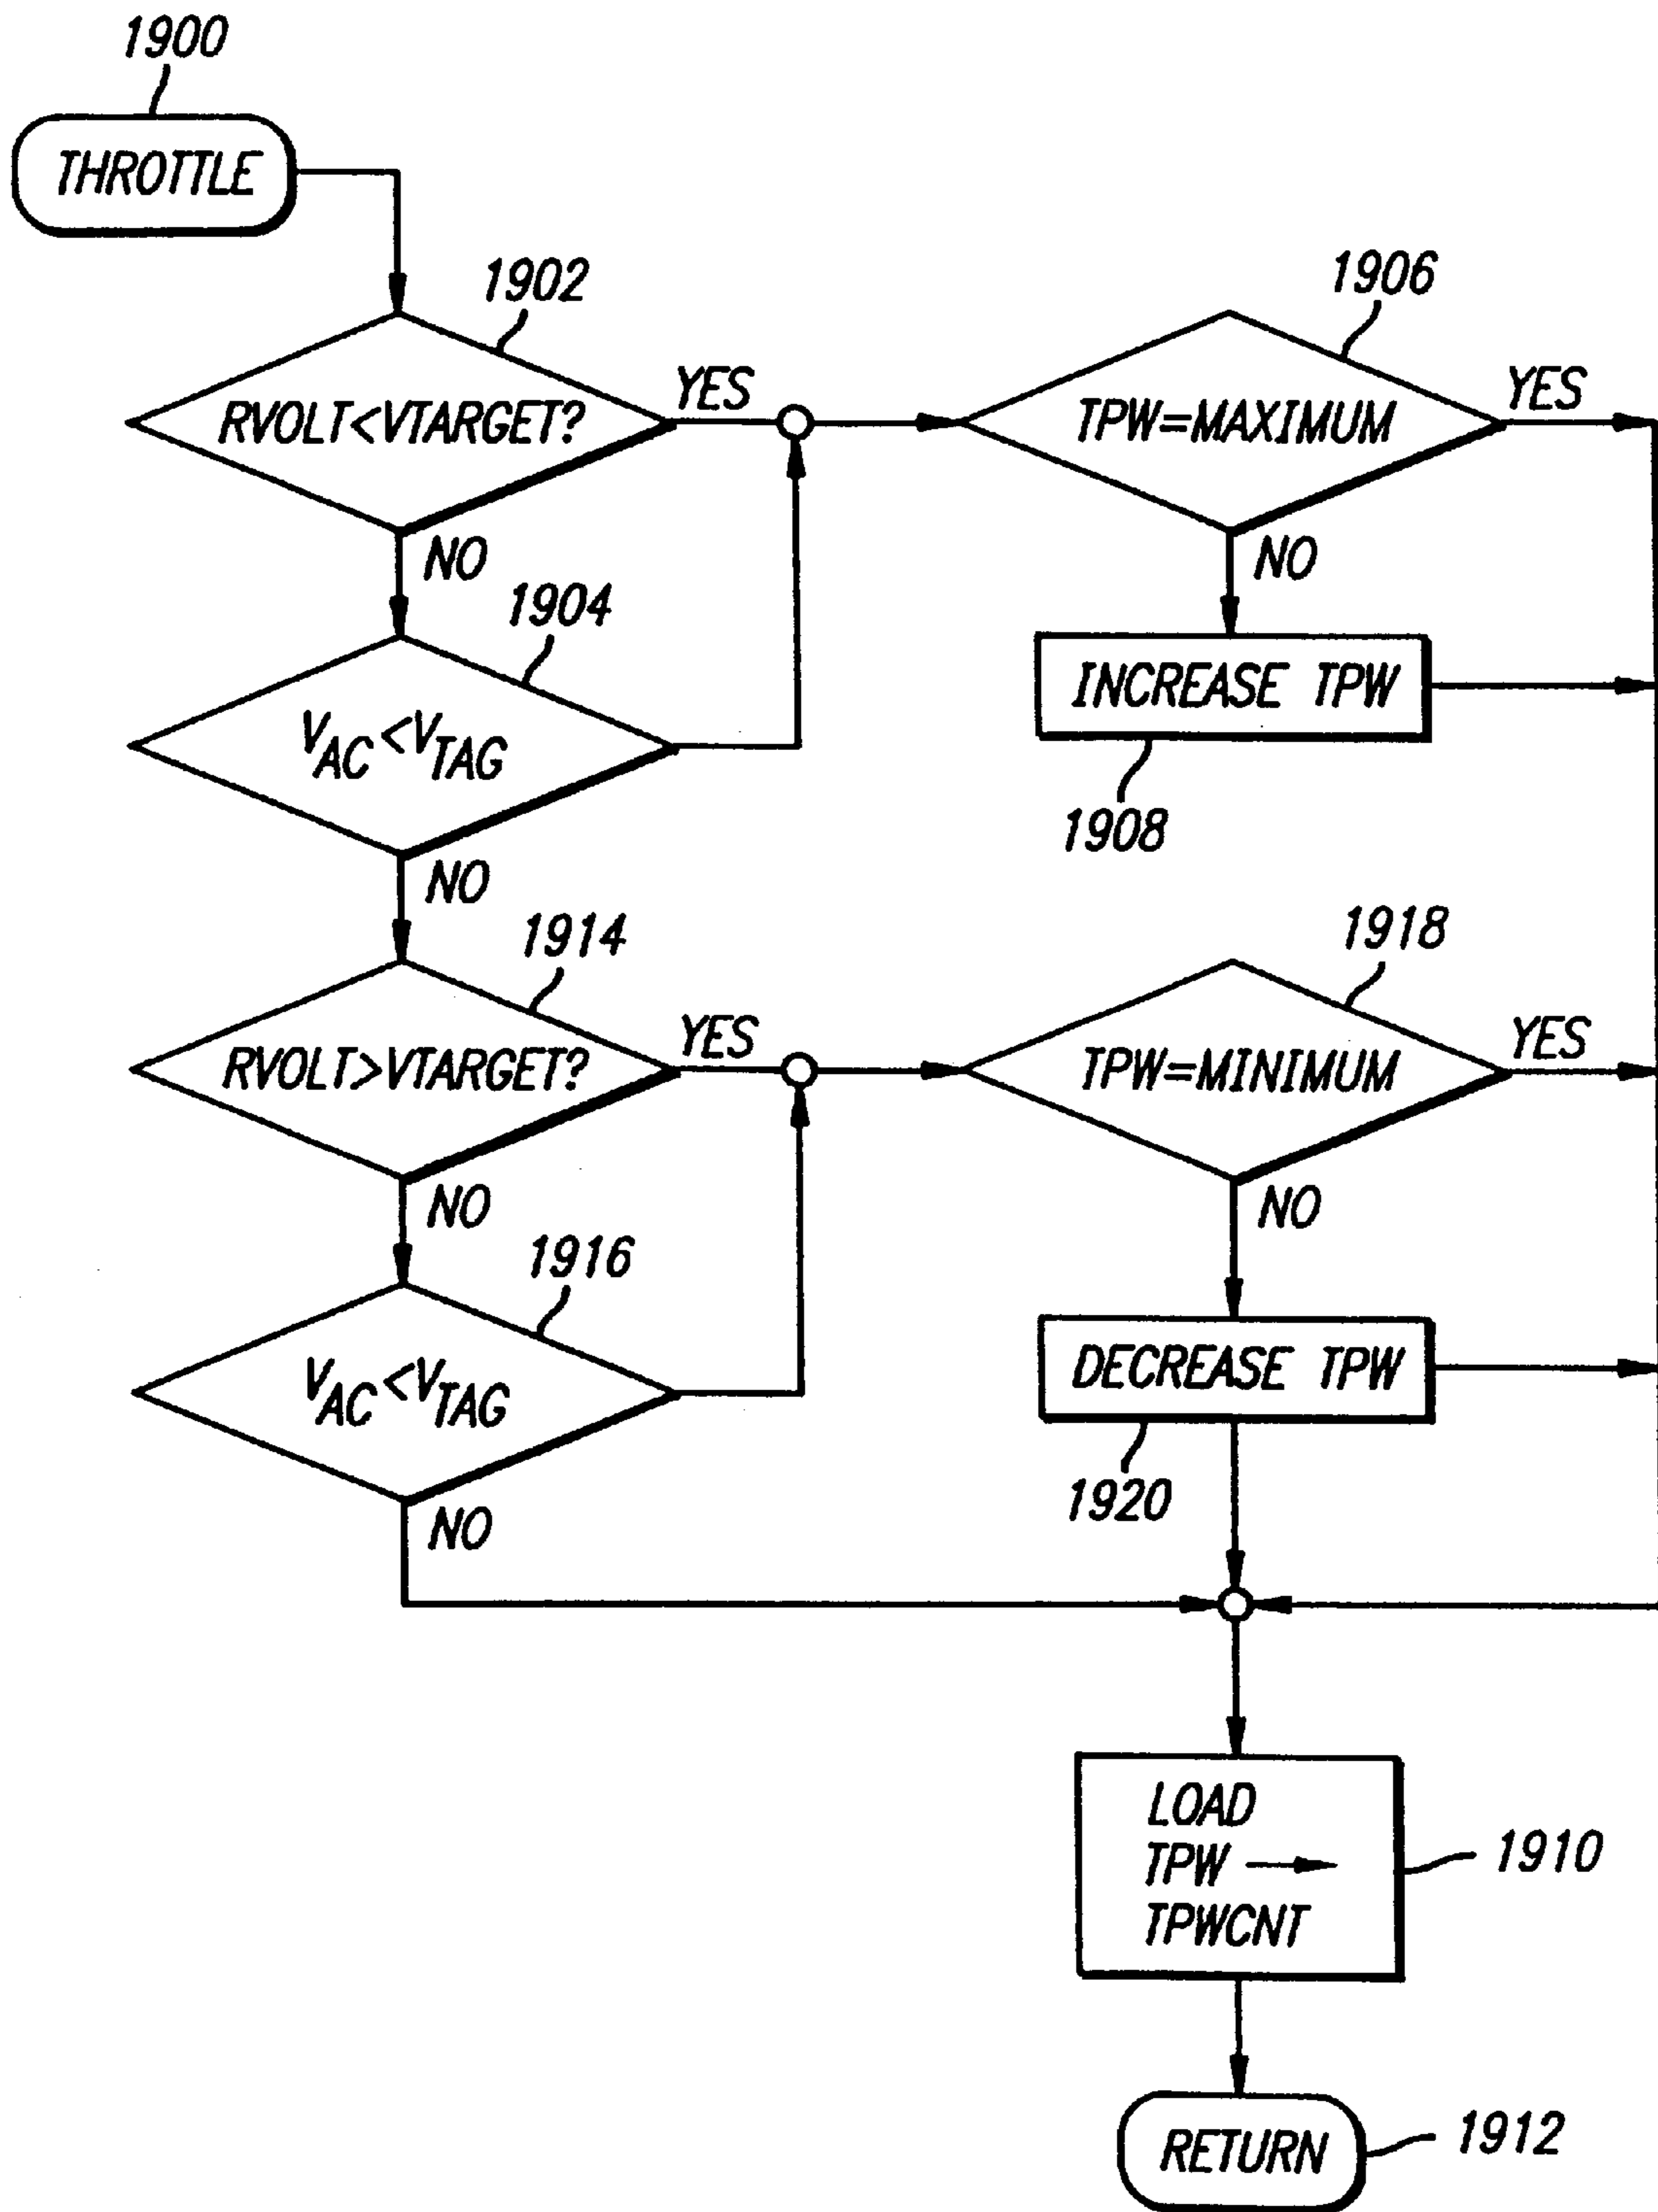 1900
THROTTLE
1902
1906
RVOLT<VTARGET?
YES
TPW=MAXIMUM
YES
NO
NO
1904
VAC<VTAG
INCREASE TPW
1908
NO
1914
1918
RVOLT>VTARGET?
YES
TPW=MINIMUM
YES
NO
NO
1916
VAC<VTAG
DECREASE TPW
1920
NO
LOAD
TPW →
TPWCNT
1910
RETURN
1912